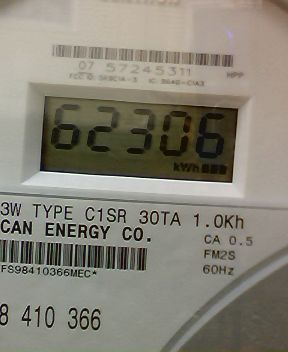 07 57245311 HPP
62306
kWh
3W TYPE C1SR 30TA 1.0Kh
CAN ENERGY CO.
CA 0.5
FM2S
60Hz
FS98410366MEC*
8 410 366